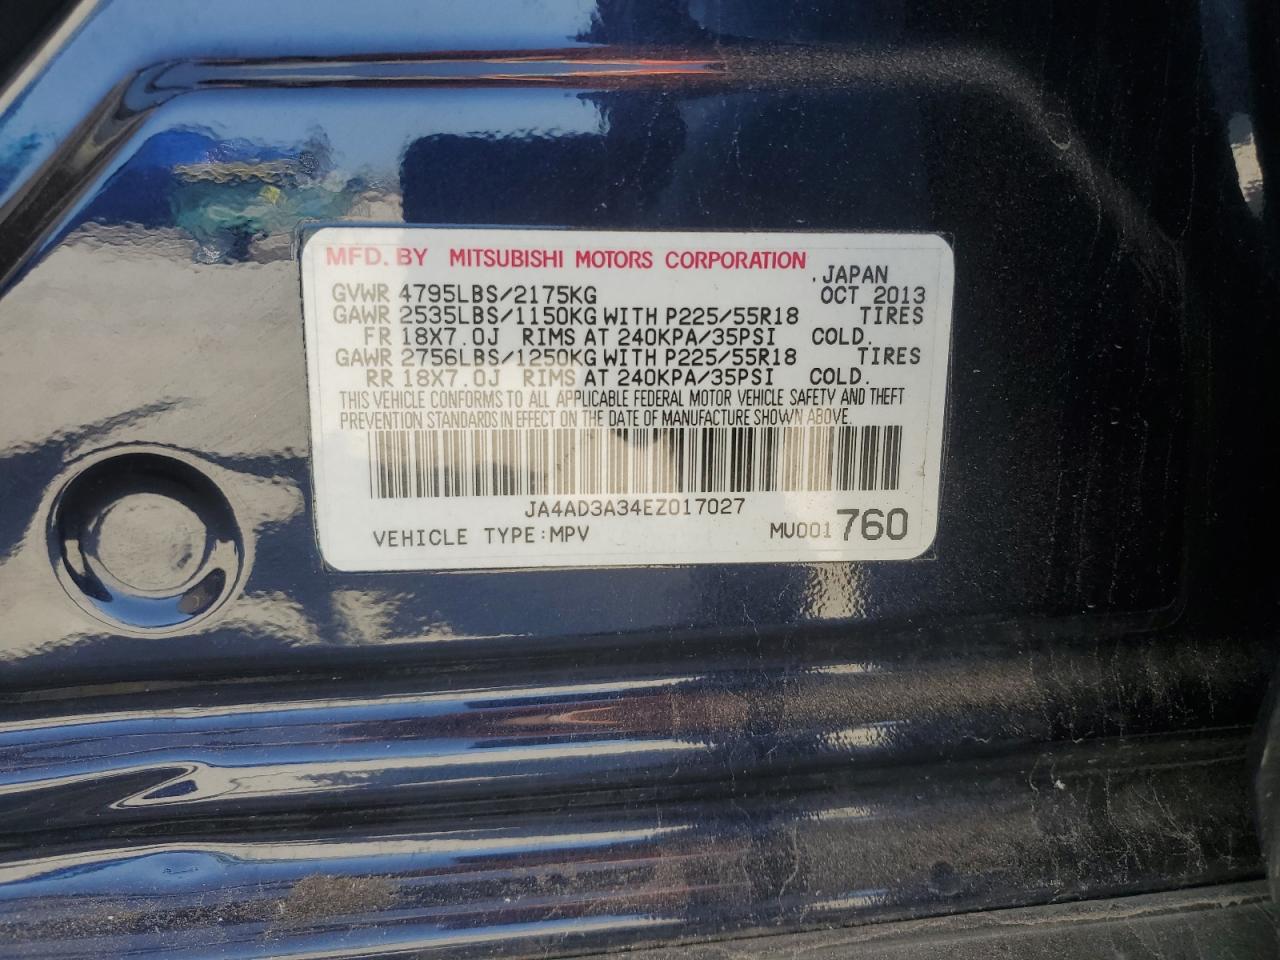 MFD. BY MITSUBISHI MOTORS CORPORATION
.JAPAN
GVWR 4795LBS/2175KG OCT 2013
GAWR 2535LBS/1150KG WITH P225/55R18 TIRES
FR 18X7.0J RIMS AT 240KPA/35PSI COLD.
GAWR 2756LBS/1250KG WITH P225/55R18 TIRES
RR 18X7.0J RIMS AT 240KPA/35PSI COLD.
THIS VEHICLE CONFORMS TO ALL APPLICABLE FEDERAL MOTOR VEHICLE SAFETY AND THEFT
PREVENTION STANDARDS IN EFFECT ON THE DATE OF MANUFACTURE SHOWN ABOVE.
JA4AD3A34EZ017027
VEHICLE TYPE:MPV MU001760